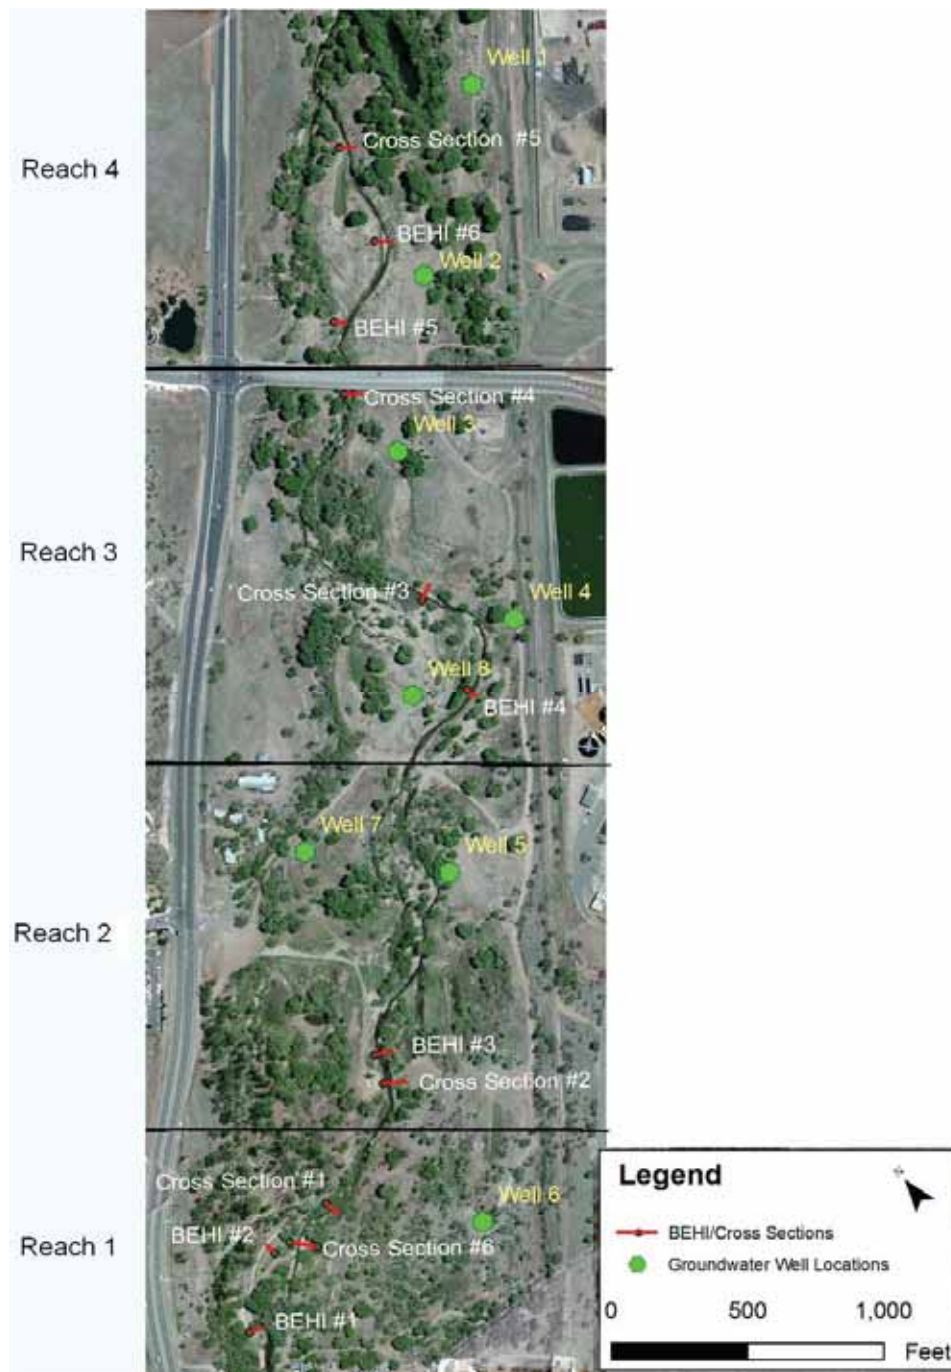 Well 1
Cross Section #5
Reach 4
BEHI #6
Well 2
BEHI #5
Cross Section #4
Well 3
Reach 3
Cross Section #3
Well 4
Well 8
BEHI #4
Well 7
Well 5
Reach 2
BEHI #3
Cross Section #2
Cross Section #1
Well 6
BEHI #2
Cross Section #6
Reach 1
BEHI #1
Legend
BEHI/Cross Sections
Groundwater Well Locations
0 500 1,000
Feet